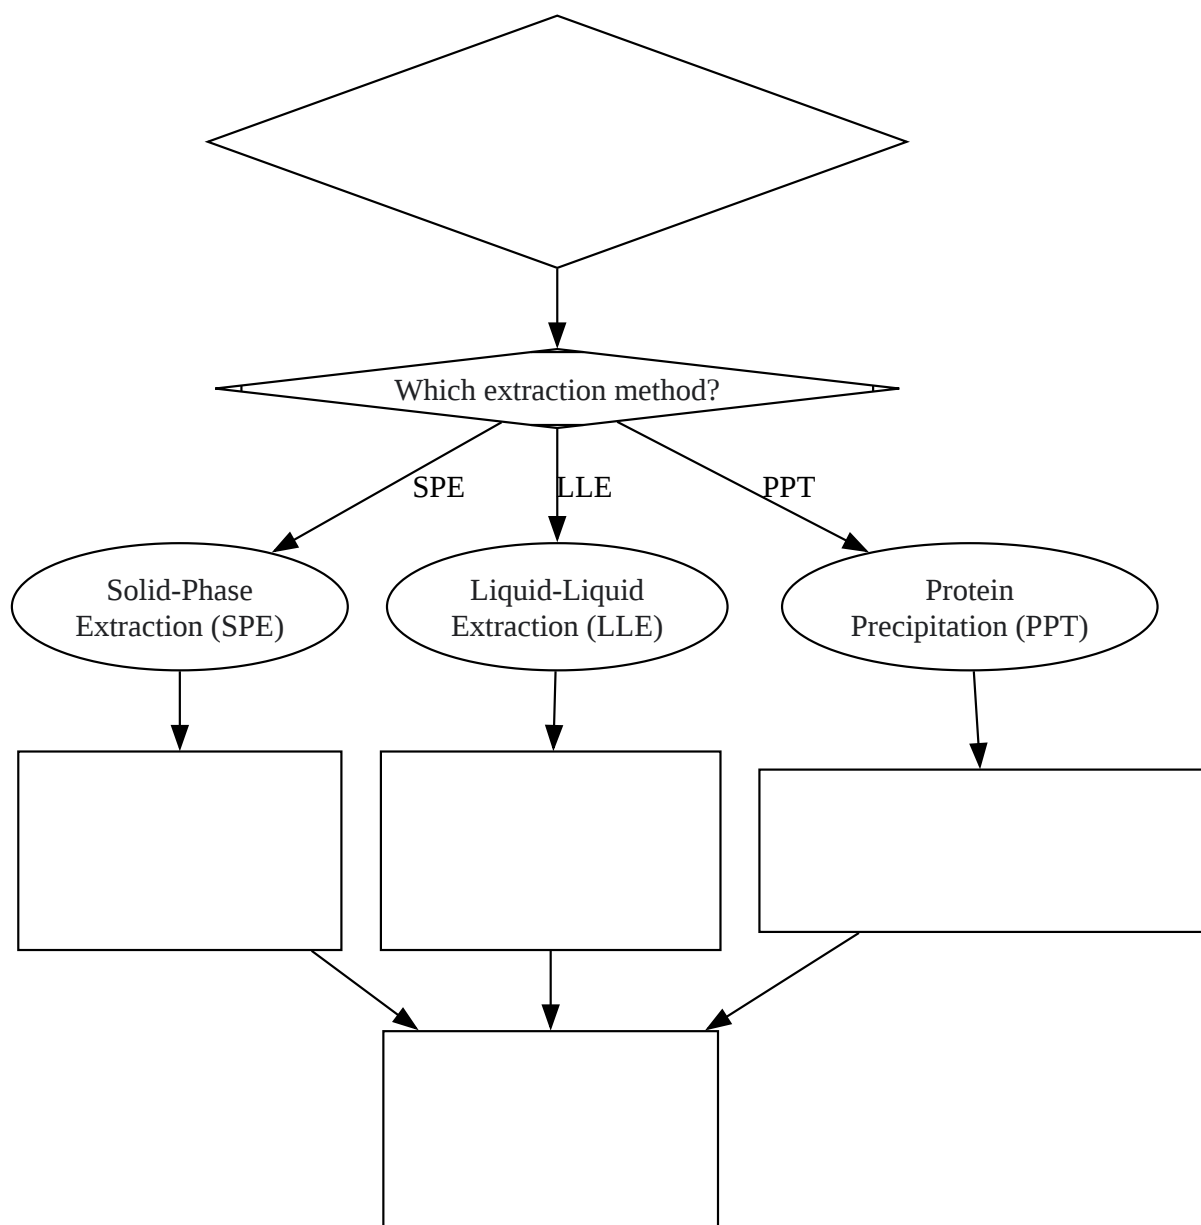 Which extraction method?
SPE
LLE
PPT
Solid-Phase
Extraction (SPE)
Liquid-Liquid
Extraction (LLE)
Protein
Precipitation (PPT)